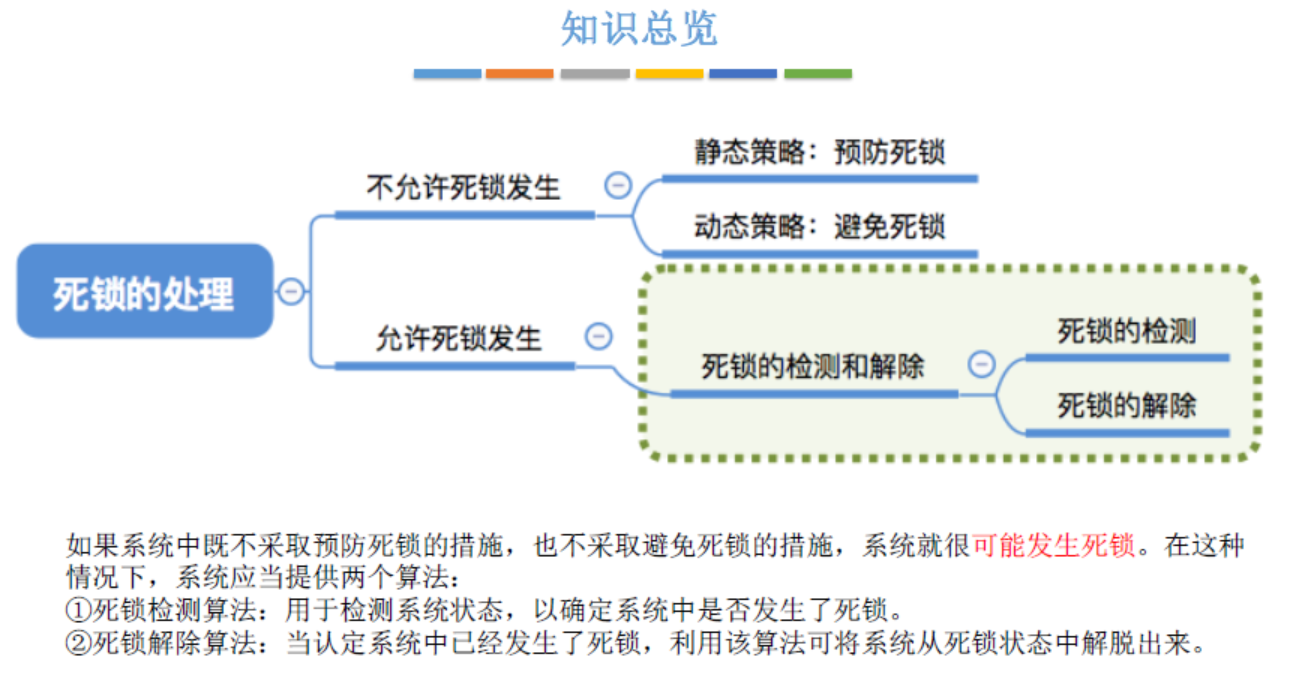 知识总览
静态策略：预防死锁
不允许死锁发生
动态策略：避免死锁
死锁的处理
允许死锁发生
死锁的检测
死锁的检测和解除
死锁的解除
如果系统中既不采取预防死锁的措施，也不采取避免死锁的措施，系统就很可能发生死锁。在这种
情况下，系统应当提供两个算法：
①死锁检测算法：用于检测系统状态，以确定系统中是否发生了死锁。
②死锁解除算法：当认定系统中已经发生了死锁，利用该算法可将系统从死锁状态中解脱出来。